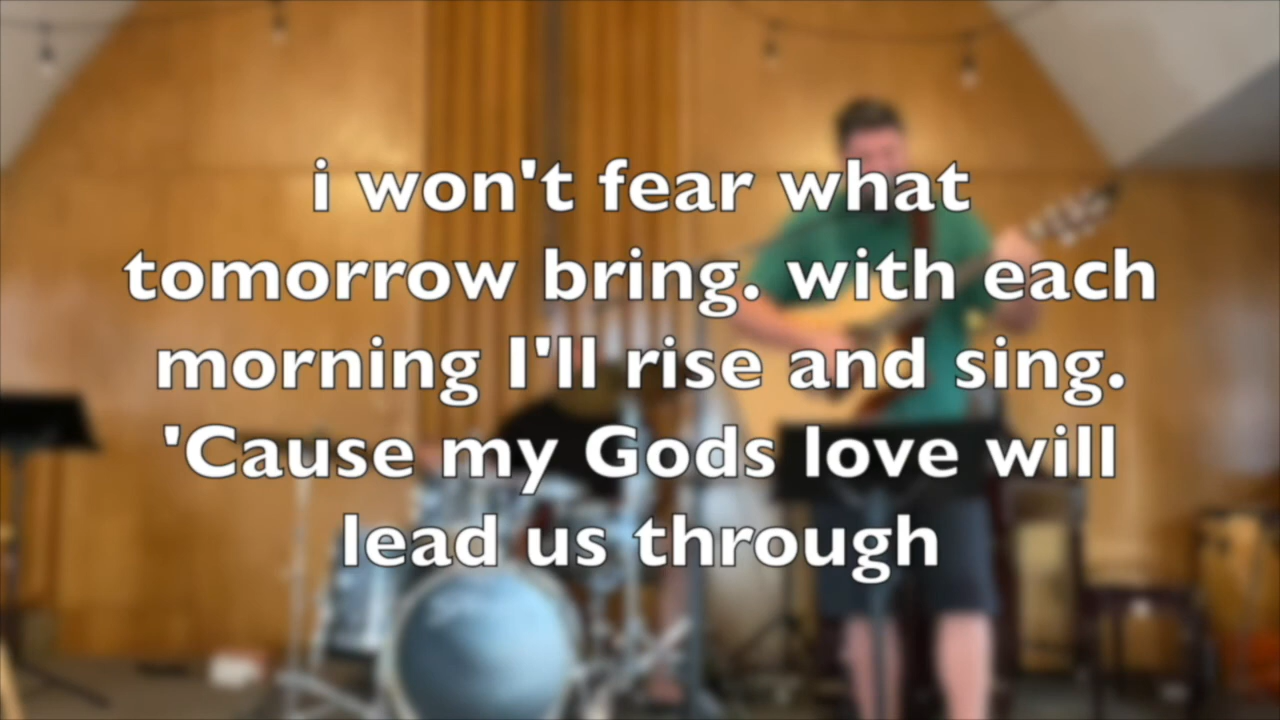 i won't fear what
tomorrow bring. with each
morning I'll rise and sing.
'Cause my Gods love will
lead us through